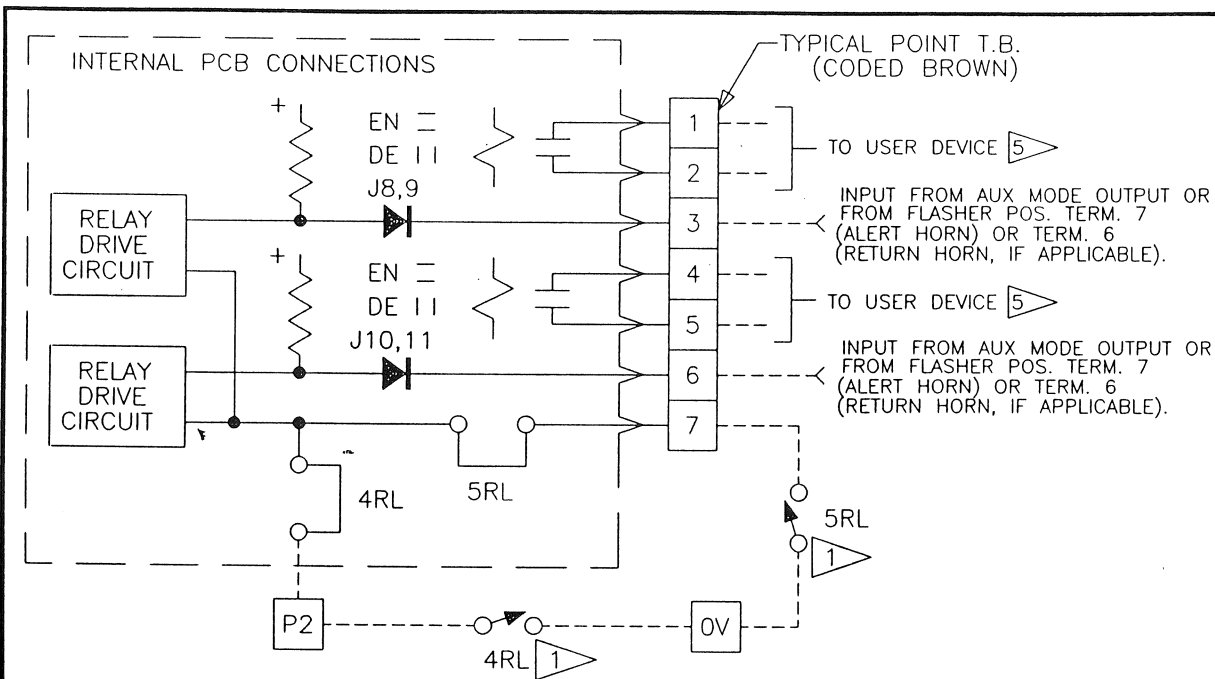 INTERNAL PCB CONNECTIONS
TYPICAL POINT T.B.
(CODED BROWN)
+
EN
DE
J8,9
RELAY
DRIVE
CIRCUIT
1
2
3
TO USER DEVICE 5
INPUT FROM AUX MODE OUTPUT OR
FROM FLASHER POS. TERM. 7
(ALERT HORN) OR TERM. 6
(RETURN HORN, IF APPLICABLE).
+
EN
DE
J10,11
RELAY
DRIVE
CIRCUIT
4
5
6
7
TO USER DEVICE 5
INPUT FROM AUX MODE OUTPUT OR
FROM FLASHER POS. TERM. 7
(ALERT HORN) OR TERM. 6
(RETURN HORN, IF APPLICABLE).
4RL
5RL
5RL
1
P2
4RL 1
0V